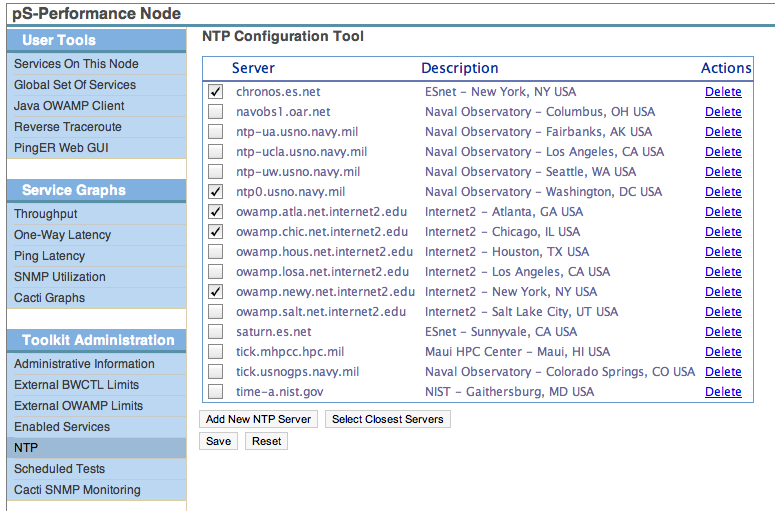 pS-Performance Node
User Tools
Services On This Node
Global Set Of Services
Java OWAMP Client
Reverse Traceroute
PingER Web GUI
Service Graphs
Throughput
One-Way Latency
Ping Latency
SNMP Utilization
Cacti Graphs
Toolkit Administration
Administrative Information
External BWCTL Limits
External OWAMP Limits
Enabled Services
NTP
Scheduled Tests
Cacti SNMP Monitoring
NTP Configuration Tool
Server Description Actions
chronos.es.net ESnet - New York, NY USA Delete
navobs1.oar.net Naval Observatory - Columbus, OH USA Delete
ntp-ua.usno.navy.mil Naval Observatory - Fairbanks, AK USA Delete
ntp-ucla.usno.navy.mil Naval Observatory - Los Angeles, CA USA Delete
ntp-uw.usno.navy.mil Naval Observatory - Seattle, WA USA Delete
ntp0.usno.navy.mil Naval Observatory - Washington, DC USA Delete
owamp.atla.net.internet2.edu Internet2 - Atlanta, GA USA Delete
owamp.chic.net.internet2.edu Internet2 - Chicago, IL USA Delete
owamp.hous.net.internet2.edu Internet2 - Houston, TX USA Delete
owamp.losa.net.internet2.edu Internet2 - Los Angeles, CA USA Delete
owamp.newy.net.internet2.edu Internet2 - New York, NY USA Delete
owamp.salt.net.internet2.edu Internet2 - Salt Lake City, UT USA Delete
saturn.es.net ESnet - Sunnyvale, CA USA Delete
tick.mhpcc.hpc.mil Maui HPC Center - Maui, HI USA Delete
tick.usnogps.navy.mil Naval Observatory - Colorado Springs, CO USA Delete
time-a.nist.gov NIST - Gaithersburg, MD USA Delete
Add New NTP Server Select Closest Servers
Save Reset